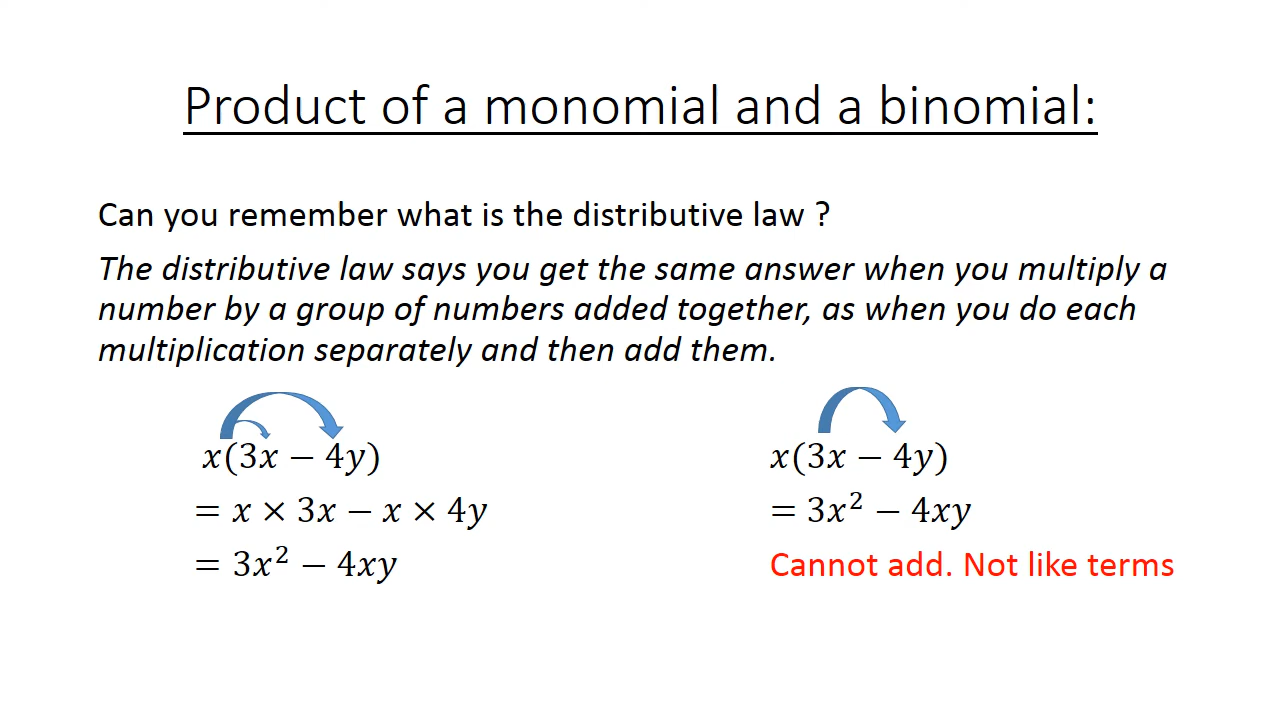 Product of a monomial and a binomial:
Can you remember what is the distributive law ?
The distributive law says you get the same answer when you multiply a
number by a group of numbers added together, as when you do each
multiplication separately and then add them.
x(3x − 4y)
= x × 3x − x × 4y
= 3x² − 4xy
x(3x − 4y)
= 3x² − 4xy
Cannot add. Not like terms